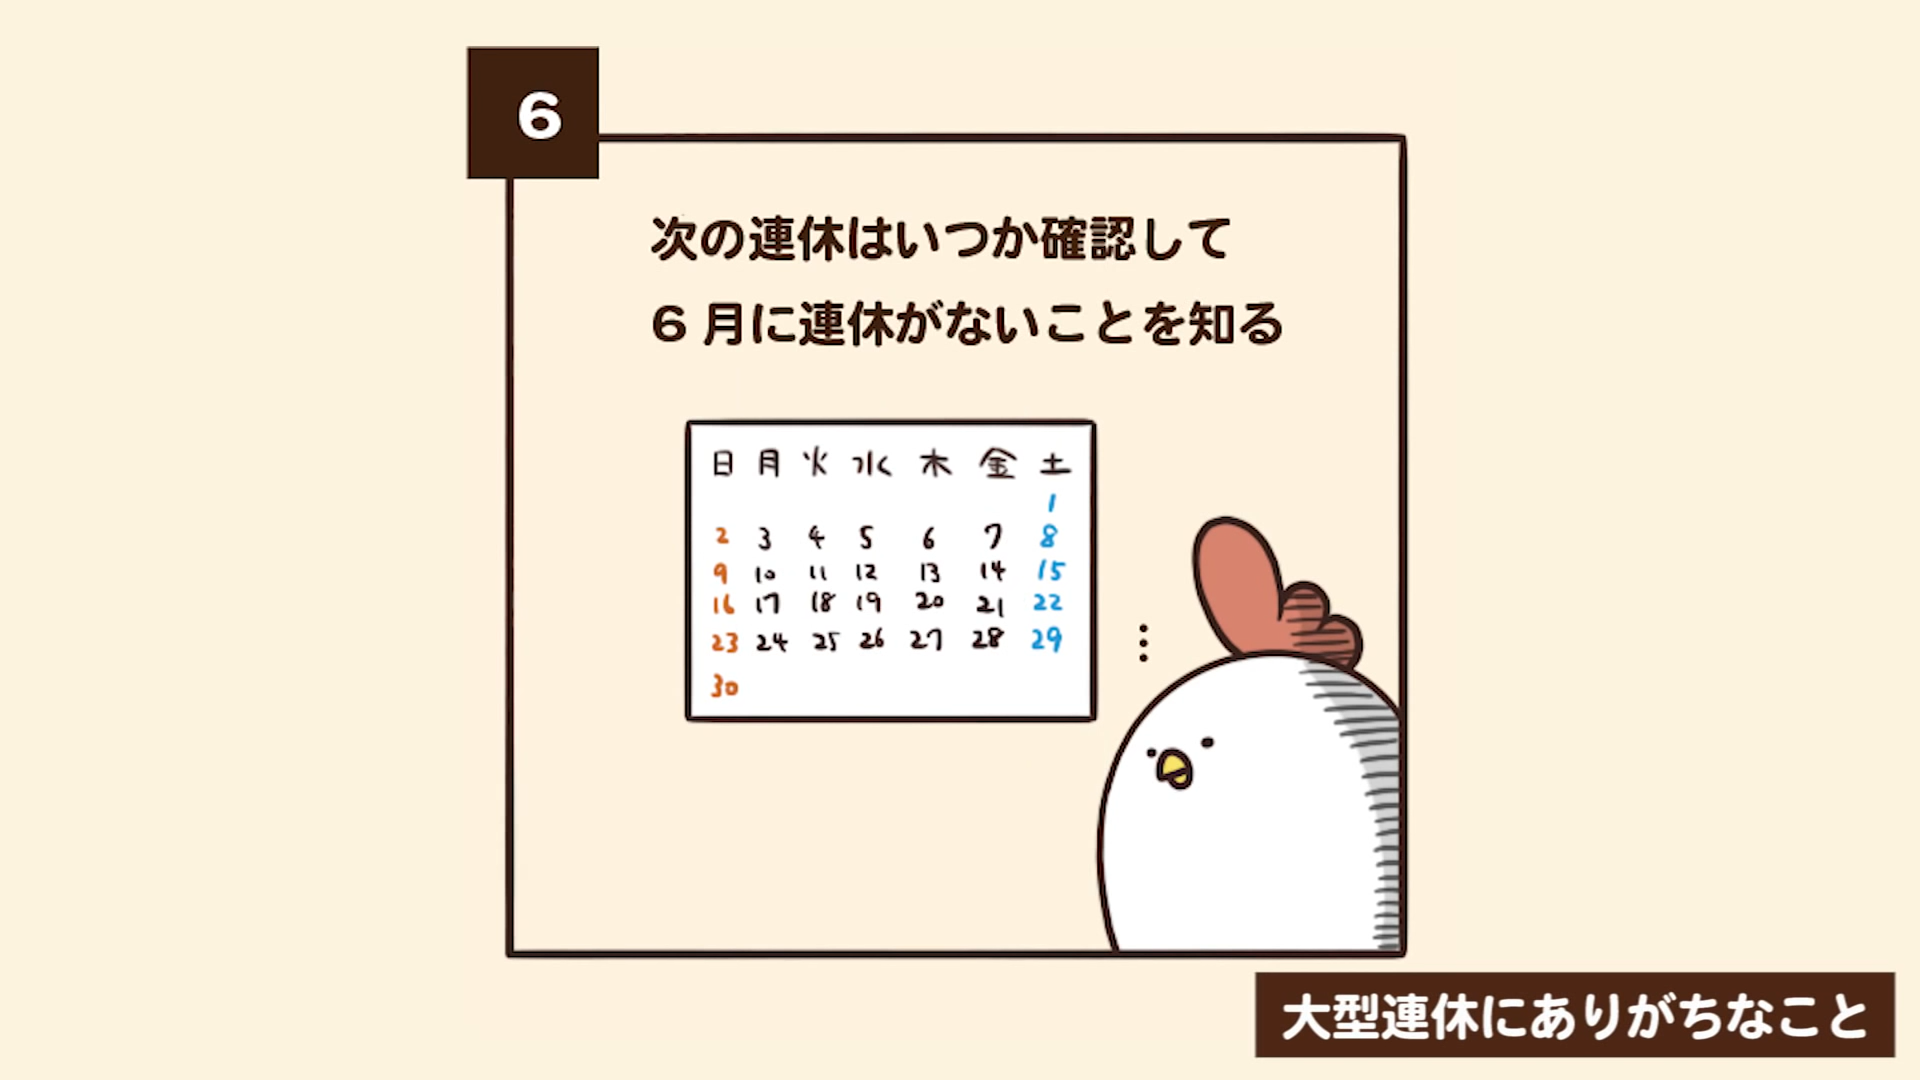 6
次の連休はいつか確認して
6月に連休がないことを知る
日 月 火 水 木 金 土
1
2 3 4 5 6 7 8
9 10 11 12 13 14 15
16 17 18 19 20 21 22
23 24 25 26 27 28 29
30
⋮
大型連休にありがちなこと